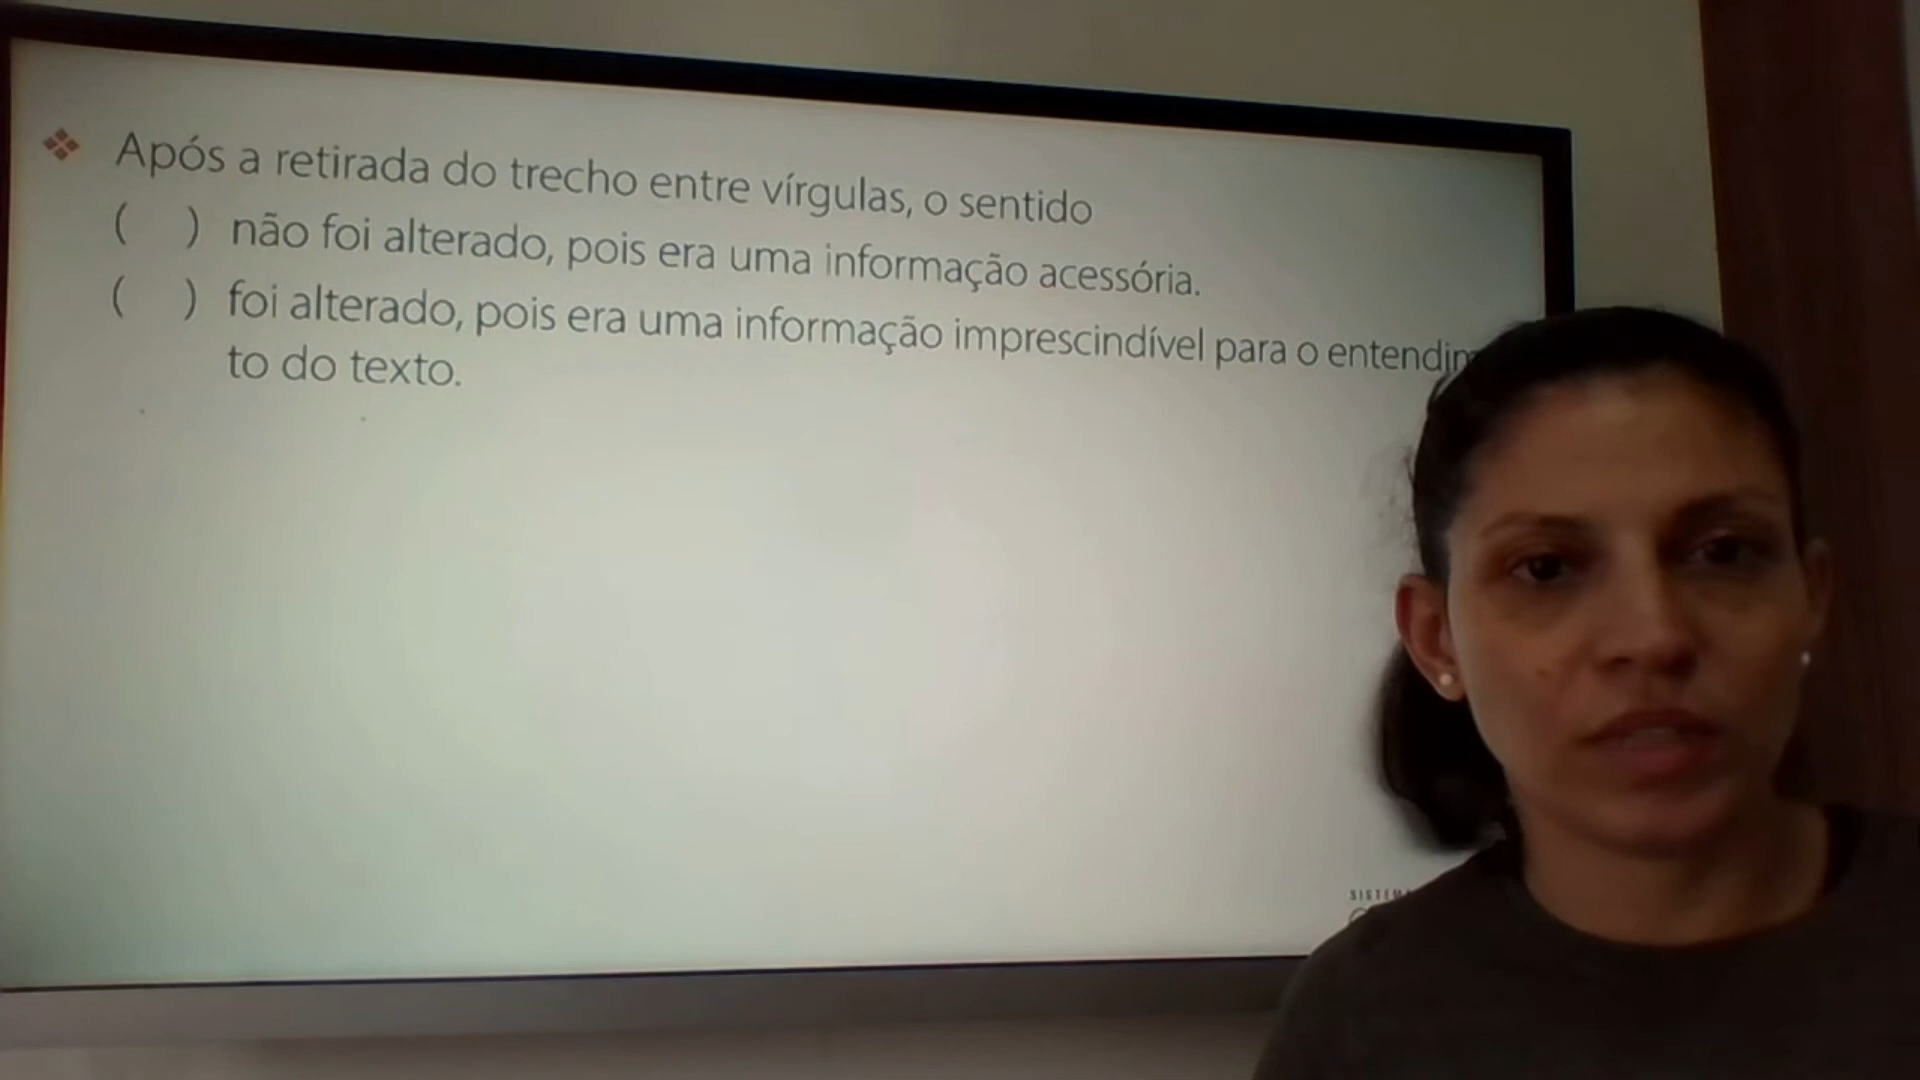 Após a retirada do trecho entre vírgulas, o sentido
( ) não foi alterado, pois era uma informação acessória.
( ) foi alterado, pois era uma informação imprescindível para o
to do texto.